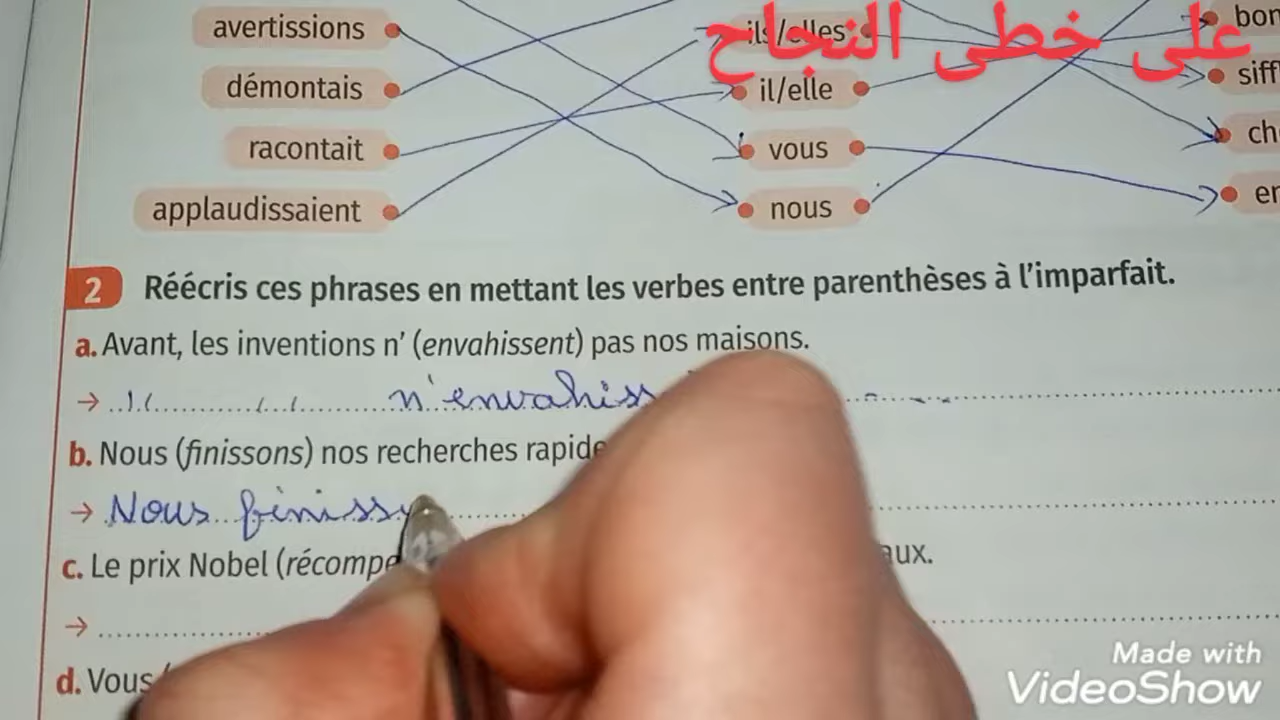 على خطى النجاح
avertissions ils/elles bon
démontais il/elle siff
racontait vous ch
applaudissaient nous en
2 Réécris ces phrases en mettant les verbes entre parenthèses à l’imparfait.
a. Avant, les inventions n’ (envahissent) pas nos maisons.
→ n'envahiss
b. Nous (finissons) nos recherches rapide
→ Nous finiss
c. Le prix Nobel (récompe aux.
→
d. Vous
Made with
VideoShow